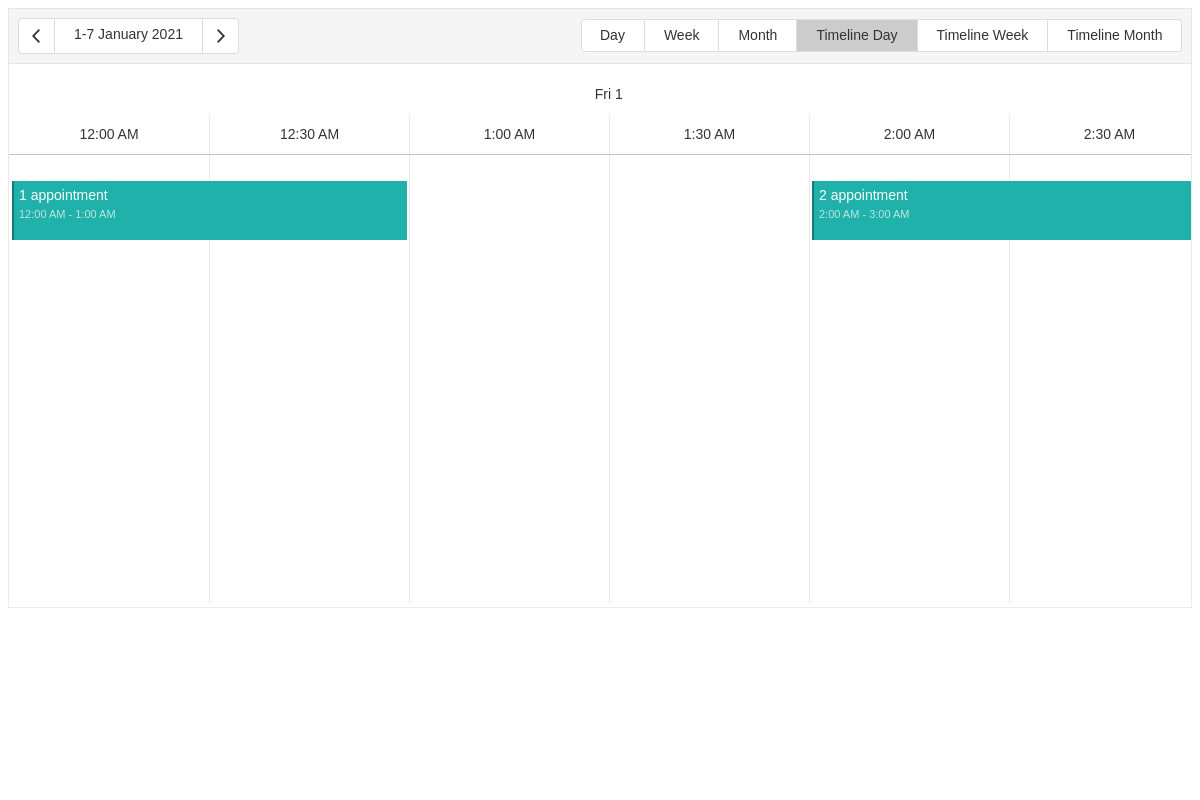 1-7 January 2021
Day Week Month Timeline Day Timeline Week Timeline Month
Fri 1
12:00 AM 12:30 AM 1:00 AM 1:30 AM 2:00 AM 2:30 AM
1 appointment
12:00 AM - 1:00 AM
2 appointment
2:00 AM - 3:00 AM